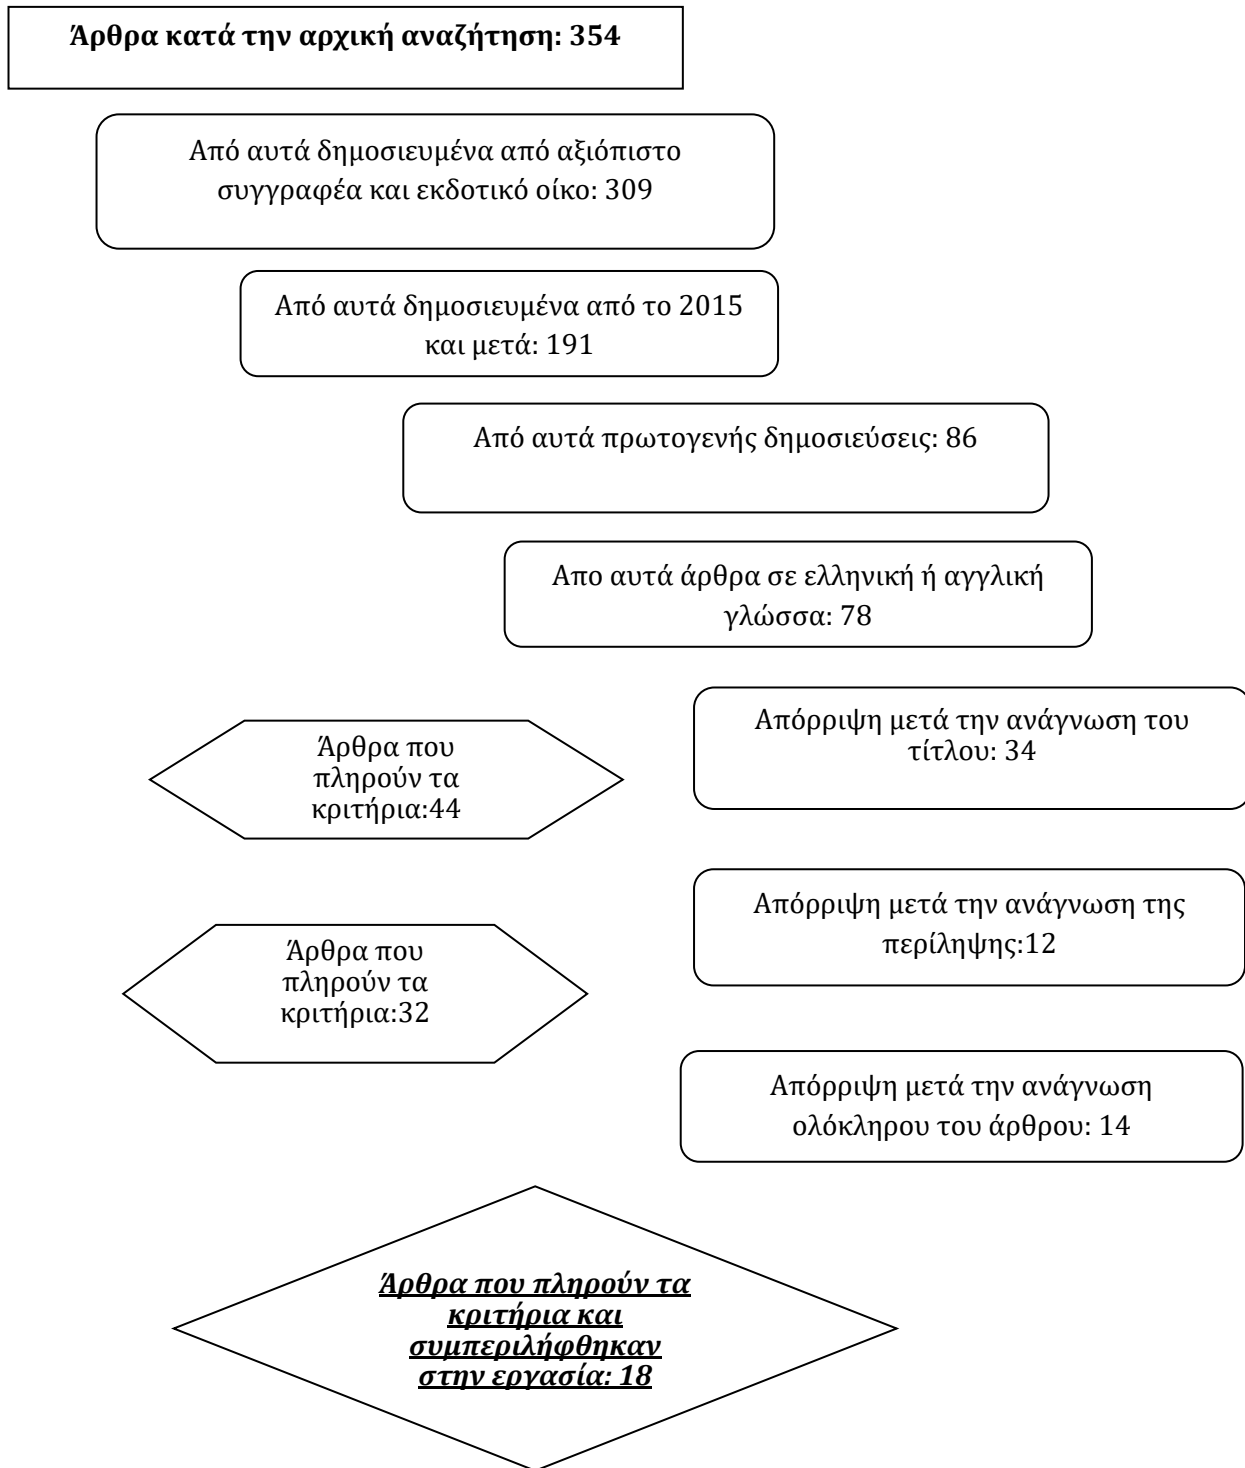 Άρθρα κατά την αρχική αναζήτηση: 354
Από αυτά δημοσιευμένα από αξιόπιστο
συγγραφέα και εκδοτικό οίκο: 309
Από αυτά δημοσιευμένα από το 2015
και μετά: 191
Από αυτά πρωτογενής δημοσιεύσεις: 86
Απο αυτά άρθρα σε ελληνική ή αγγλική
γλώσσα: 78
Απόρριψη μετά την ανάγνωση του
τίτλου: 34
Άρθρα που
πληρούν τα
κριτήρια:44
Απόρριψη μετά την ανάγνωση της
περίληψης:12
Άρθρα που
πληρούν τα
κριτήρια:32
Απόρριψη μετά την ανάγνωση
ολόκληρου του άρθρου: 14
Άρθρα που πληρούν τα
κριτήρια και
συμπεριλήφθηκαν
στην εργασία: 18